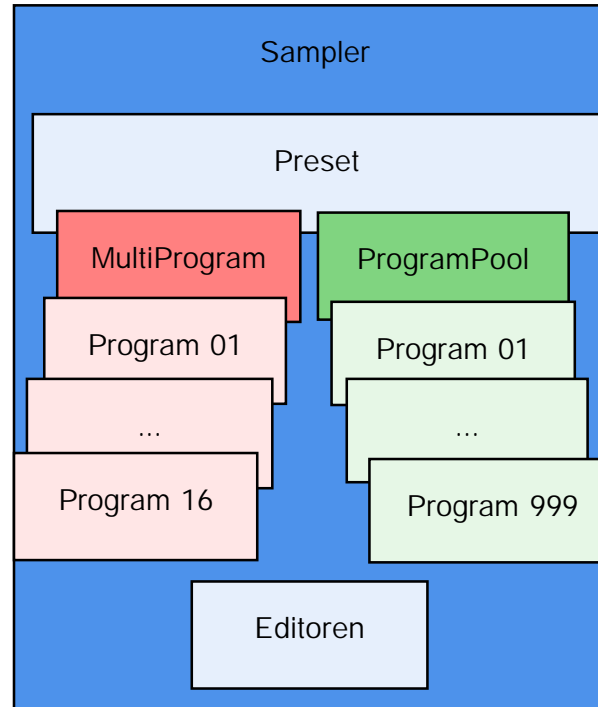 Sampler
Preset
MultiProgram
ProgramPool
Program 01
Program 01
...
...
Program 16
Program 999
Editoren